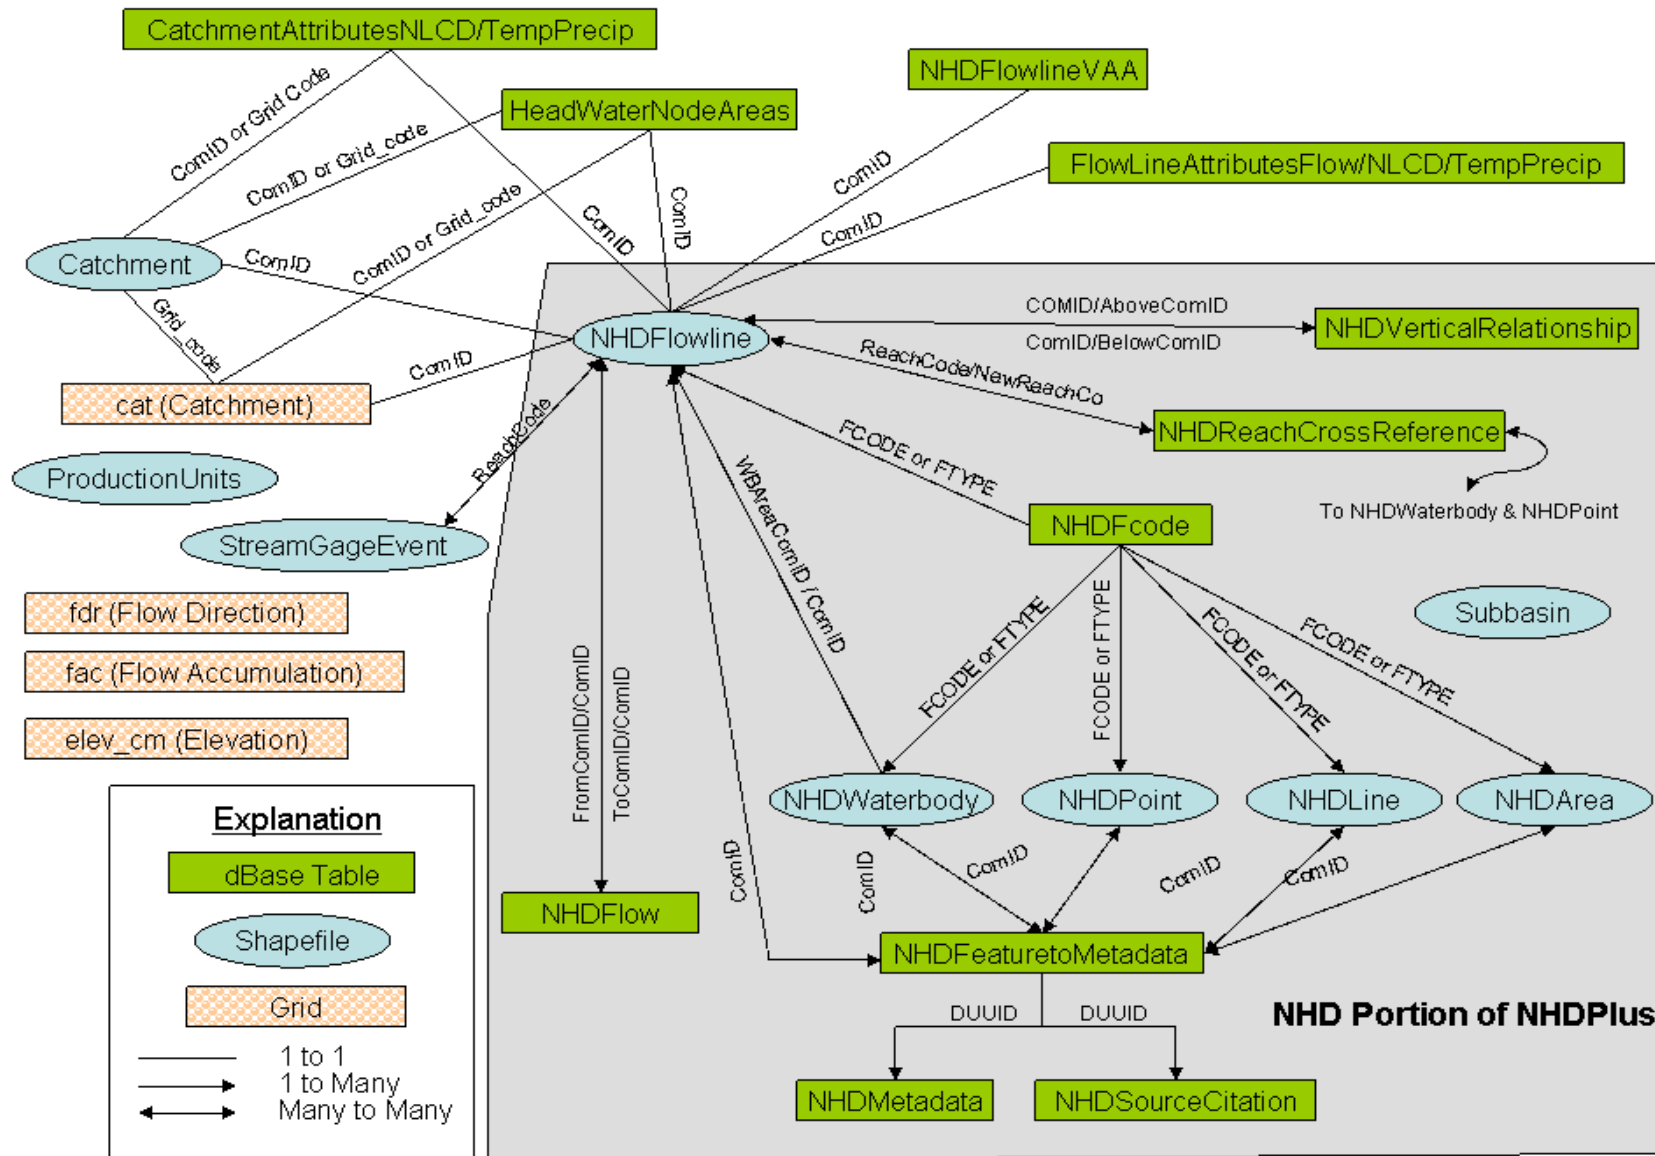 CatchmentAttributesNLCD/TempPrecip
NHDFlowlineVAA
HeadWaterNodeAreas
FlowLineAttributesFlow/NLCD/TempPrecip
ComID or Grid Code
ComID or Grid_code
ComID or Grid_code
ComID
ComID
ComID
ComID
Catchment
ComID
Grid_code
ComID
cat (Catchment)
NHDFlowline
COMID/AboveComID
ComID/BelowComID
NHDVerticalRelationship
ReachCode/NewReachCo
NHDReachCrossReference
To NHDWaterbody & NHDPoint
ProductionUnits
ReachCode
StreamGageEvent
FCODE or FTYPE
NHDFcode
WBAreaComID / ComID
Subbasin
fdr (Flow Direction)
fac (Flow Accumulation)
elev_cm (Elevation)
FCODE or FTYPE
FCODE or FTYPE
FCODE or FTYPE
FCODE or FTYPE
FromComID/ComID
ToComID/ComID
NHDWaterbody
NHDPoint
NHDLine
NHDArea
ComID
ComID
ComID
ComID
ComID
NHDFlow
NHDFeaturetoMetadata
DUUID
DUUID
NHD Portion of NHDPlus
NHDMetadata
NHDSourceCitation
Explanation
dBase Table
Shapefile
Grid
1 to 1
1 to Many
Many to Many